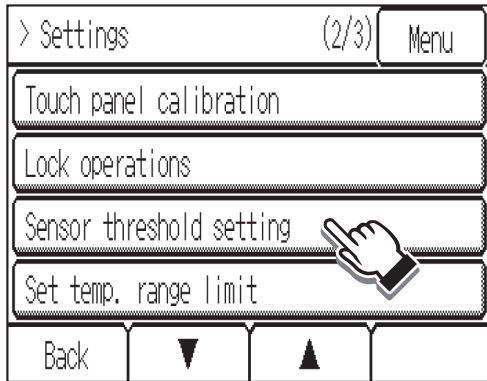 > Settings (2/3) Menu
Touch panel calibration
Lock operations
Sensor threshold setting
Set temp. range limit
Back ▼ ▲